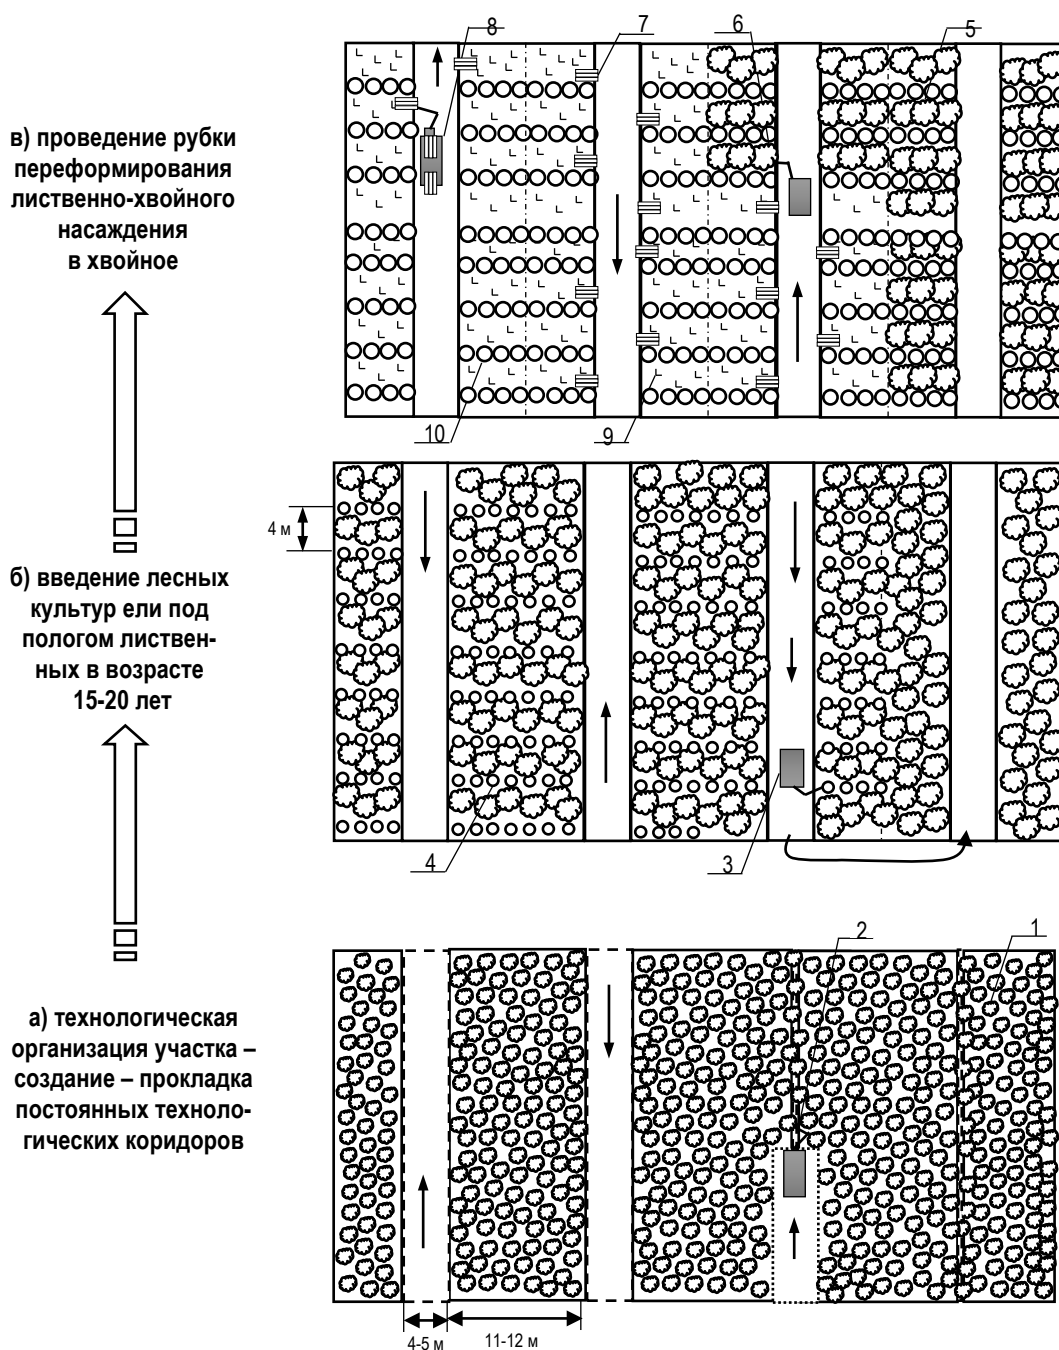 8
7
6
5
в) проведение рубки
переформирования
лиственно-хвойного
насаждения
в хвойное
10
9
4 м
б) введение лесных
культур ели под
пологом листвен-
ных в возрасте
15-20 лет
4
3
2
1
а) технологическая
организация участка –
создание – прокладка
постоянных техноло-
гических коридоров
4-5 м
11-12 м